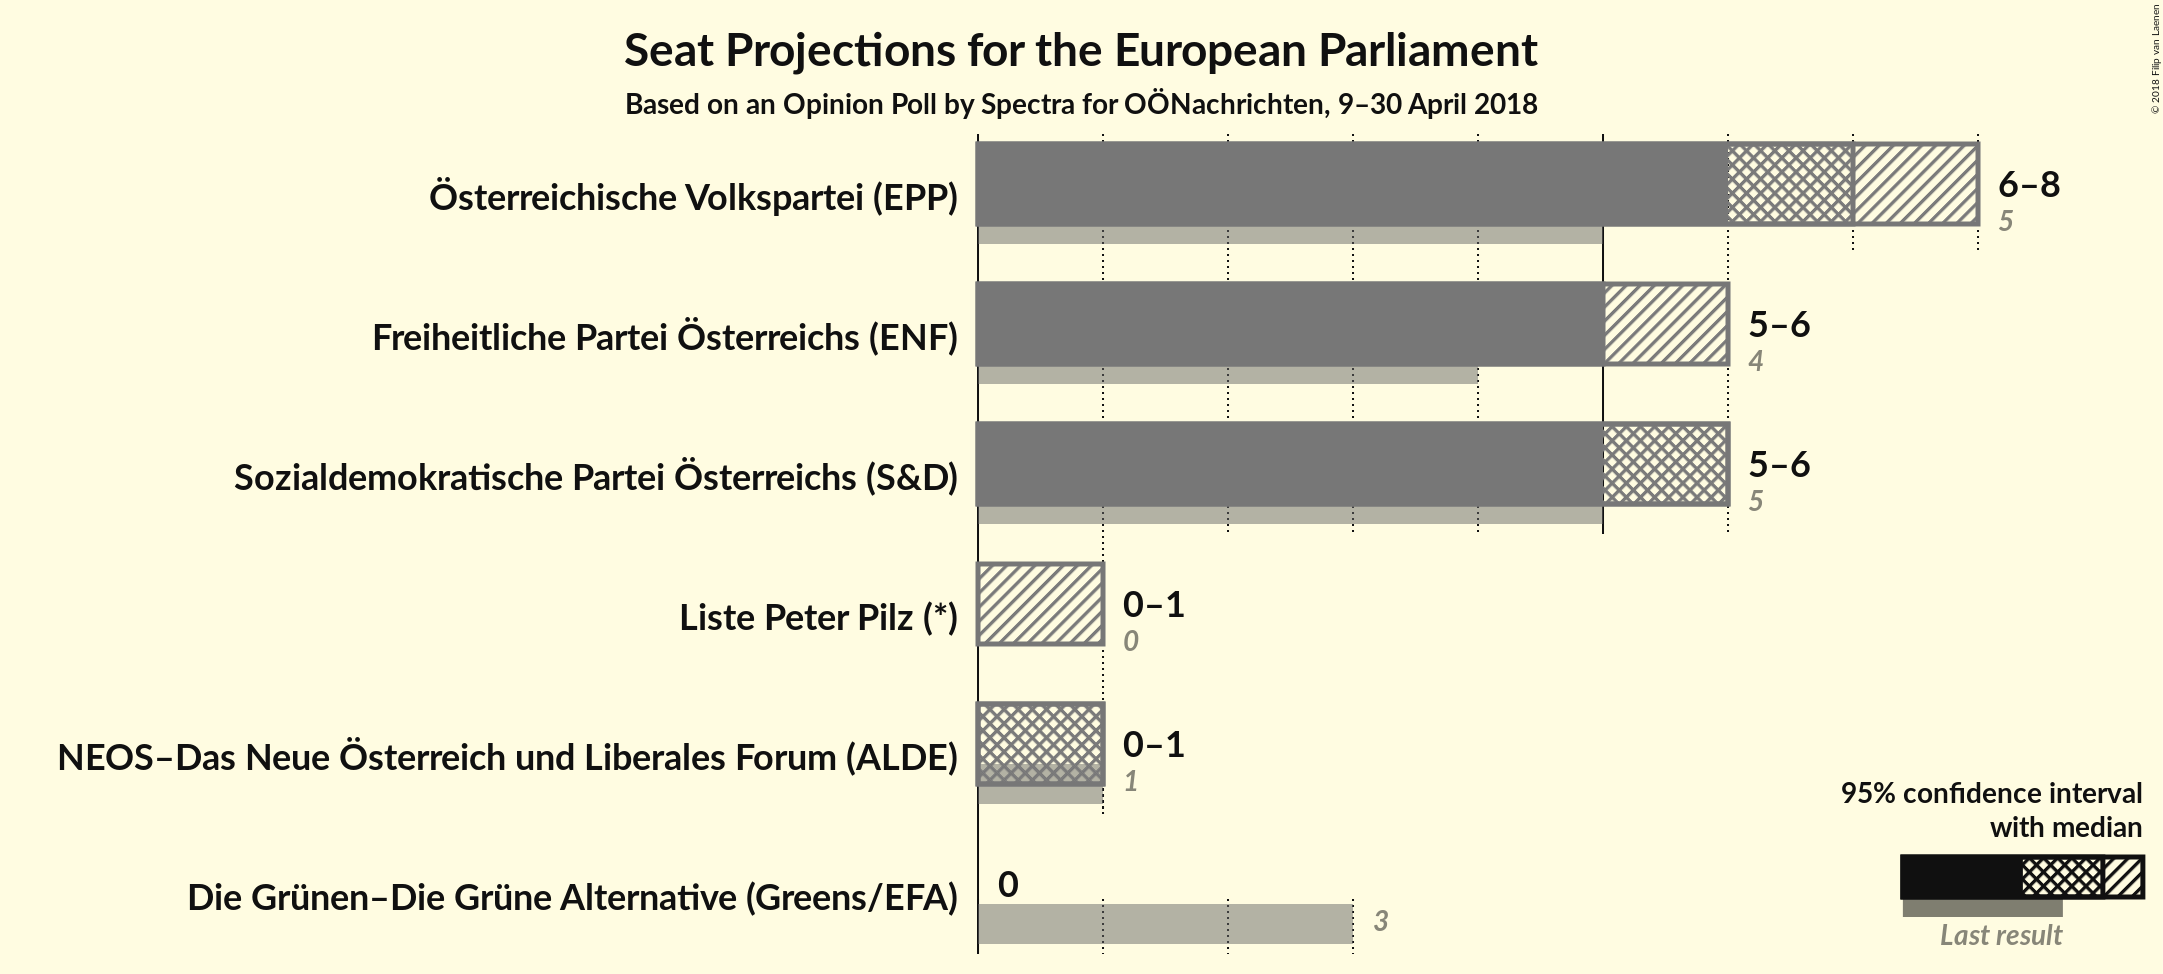 Seat Projections for the European Parliament
Based on an Opinion Poll by Spectra for OÖNachrichten, 9–30 April 2018
© 2018 Filip van Laenen
Österreichische Volkspartei (EPP)
6–8
5
Freiheitliche Partei Österreichs (ENF)
5–6
4
Sozialdemokratische Partei Österreichs (S&D)
5–6
5
Liste Peter Pilz (*)
0–1
0
NEOS–Das Neue Österreich und Liberales Forum (ALDE)
0–1
1
Die Grünen–Die Grüne Alternative (Greens/EFA)
0
3
95% confidence interval
with median
Last result